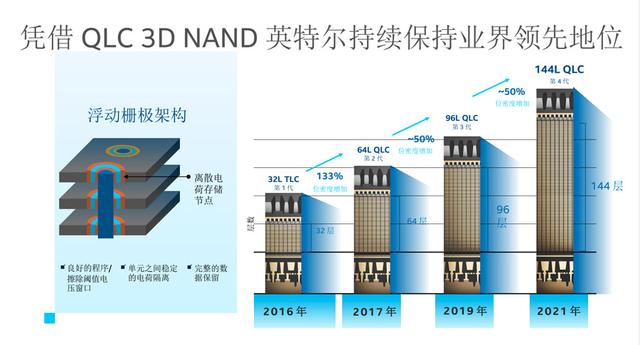 凭借 QLC 3D NAND 英特尔持续保持业界领先地位
浮动栅极架构
离散电
荷存储
节点
良好的程序/
擦除阈值电
压窗口
单元之间稳定
的电荷隔离
完整的数
据保留
层数
32L TLC
第 1 代
32 层
2016 年
133%
位密度增加
64L QLC
第 2 代
64 层
2017 年
~50%
位密度增加
96L QLC
第 3 代
96
层
2019 年
~50%
位密度增加
144L QLC
第 4 代
144 层
2021 年